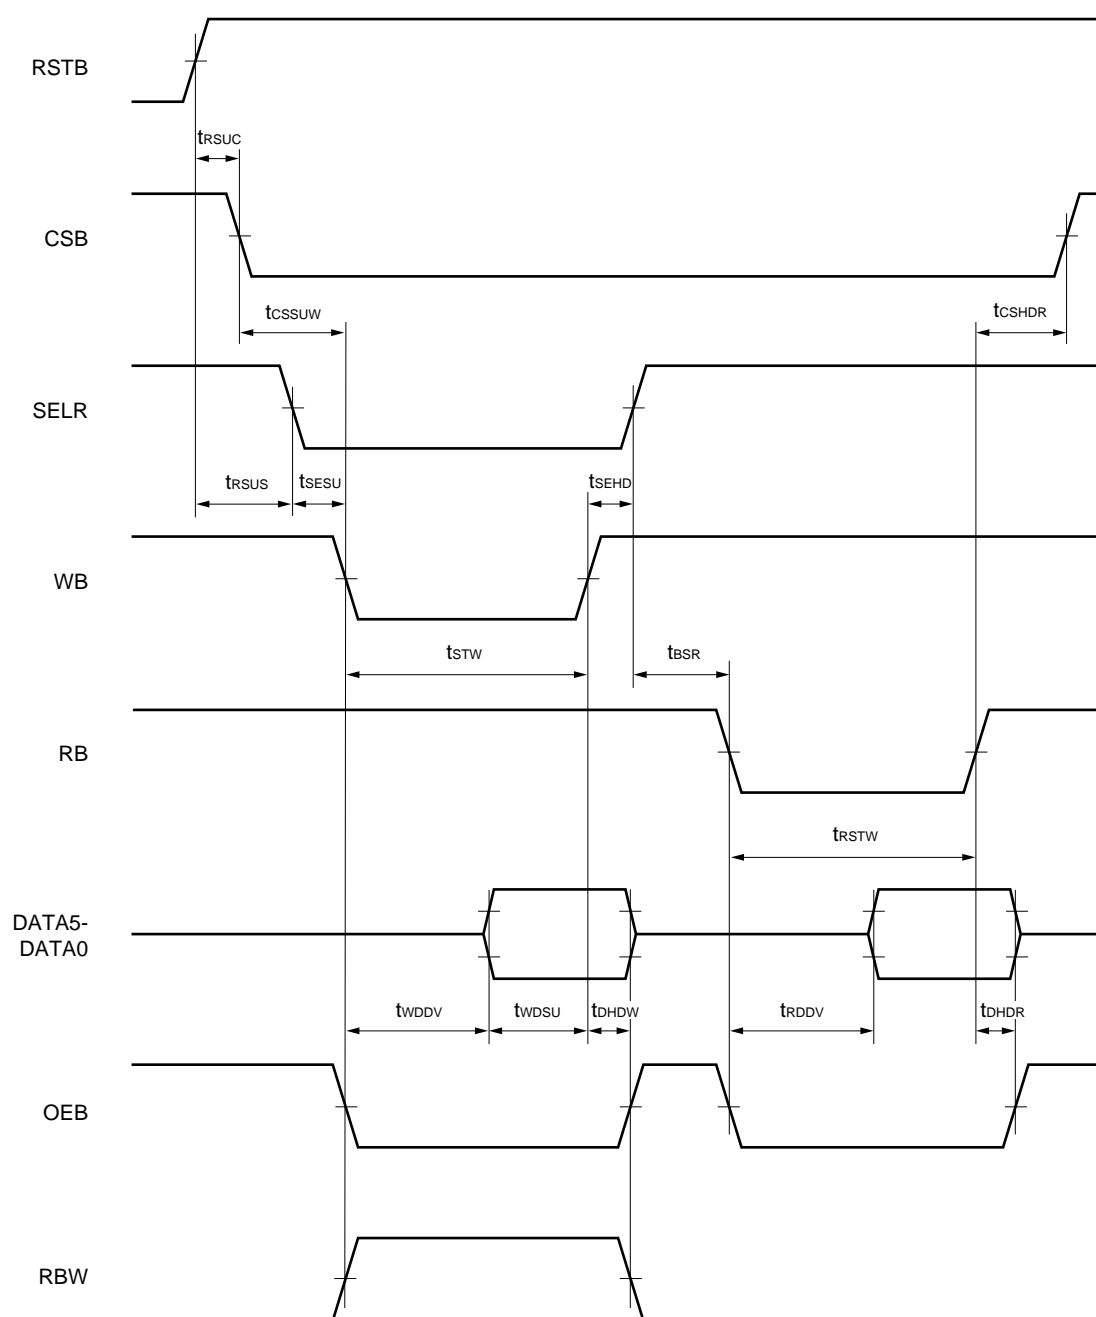 RSTB
tRSUC
CSB
tCSSUW
tCSHDR
SELR
tRSUS
tSESU
tSEHD
WB
tSTW
tBSR
RB
tRSTW
DATA5-
DATA0
tWDDV
tWDSU
tDHDW
tRDDV
tDHDR
OEB
RBW